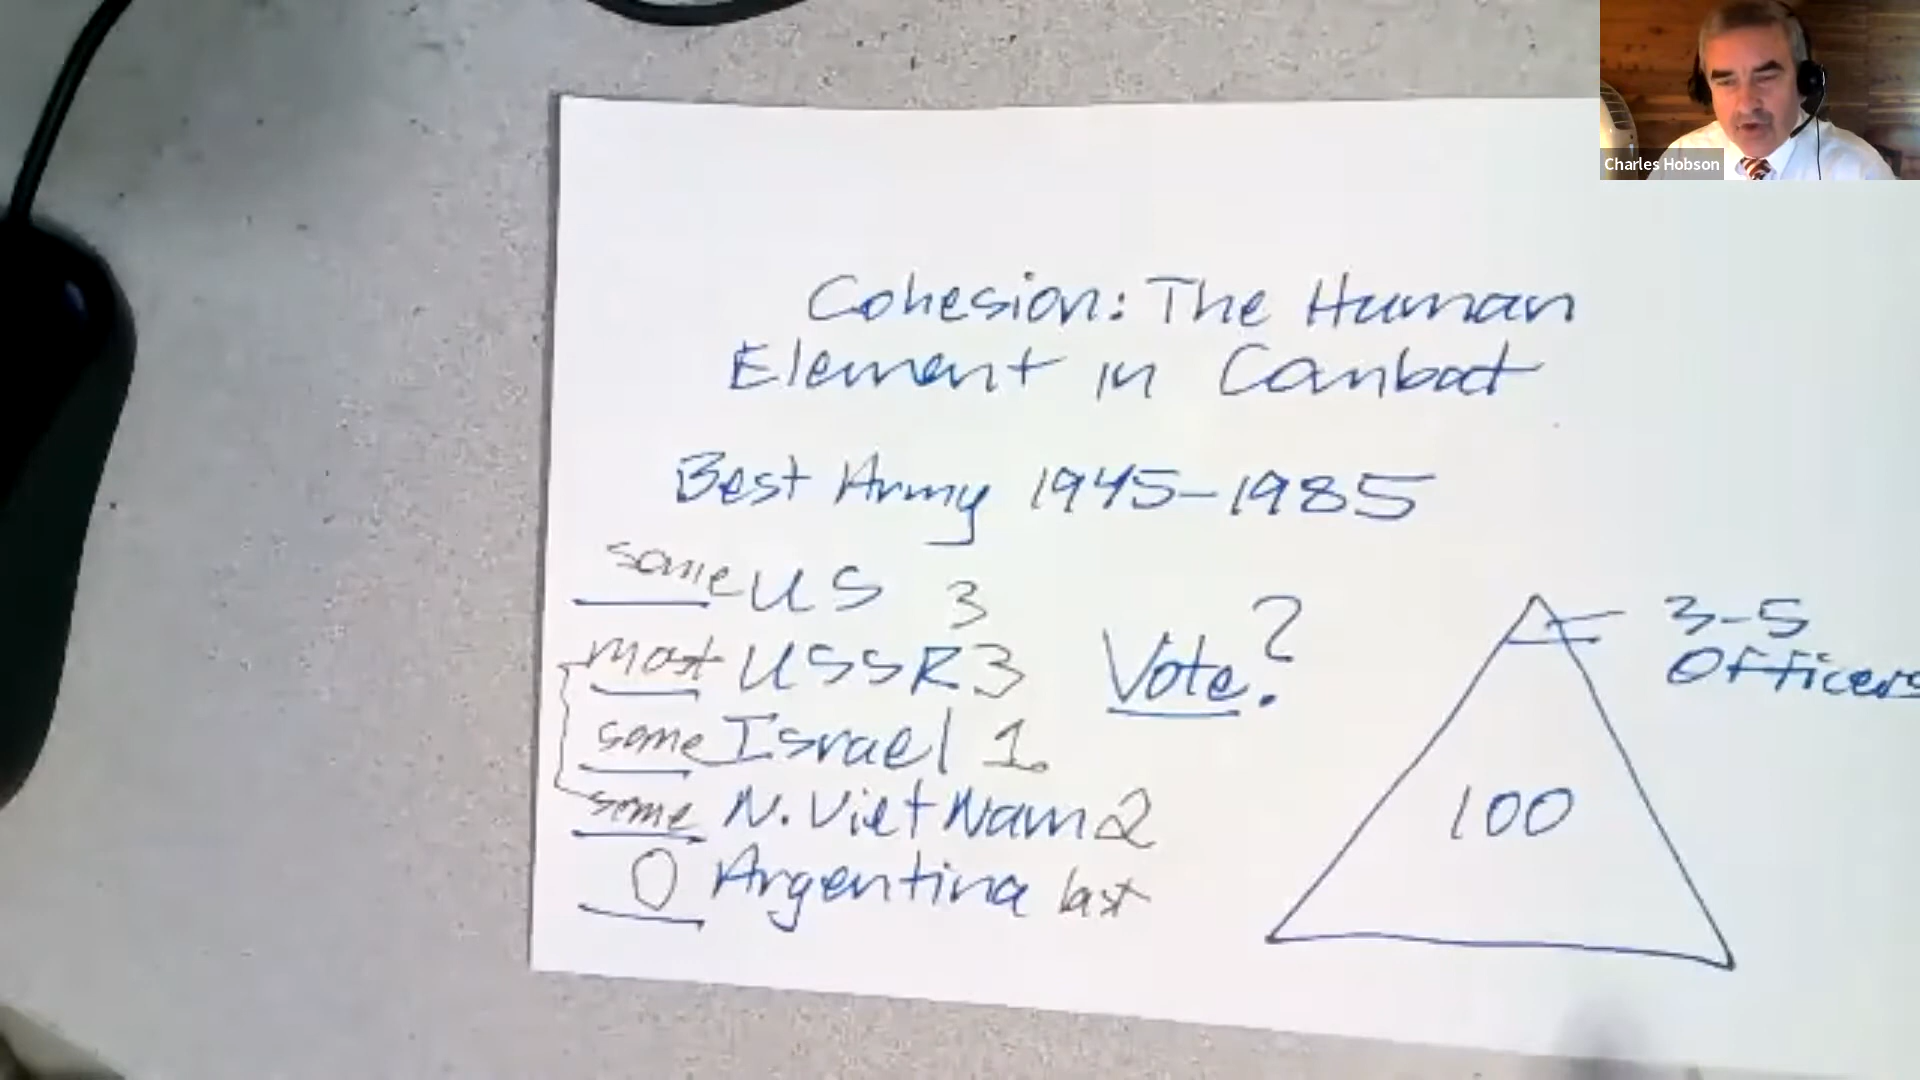 Charles Hobson
Cohesion: The Human
Element in Combat
Best Army 1945-1985
some US 3
most USSR 3
some Israel 1.
some N. Viet Nam 2
0 Argentina last
Vote?
3-5
Officers
100